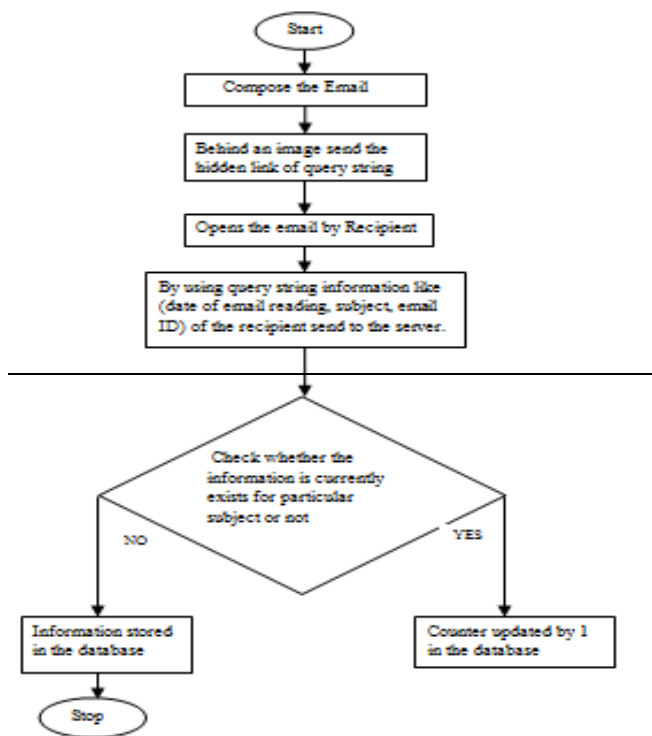 Start
Compose the Email
Behind an image send the
hidden link of query string
Opens the email by Recipient
By using query string information like
(date of email reading, subject, email
ID) of the recipient send to the server.
Check whether the
information is currently
exists for particular
subject or not
NO
YES
Information stored
in the database
Counter updated by 1
in the database
Stop